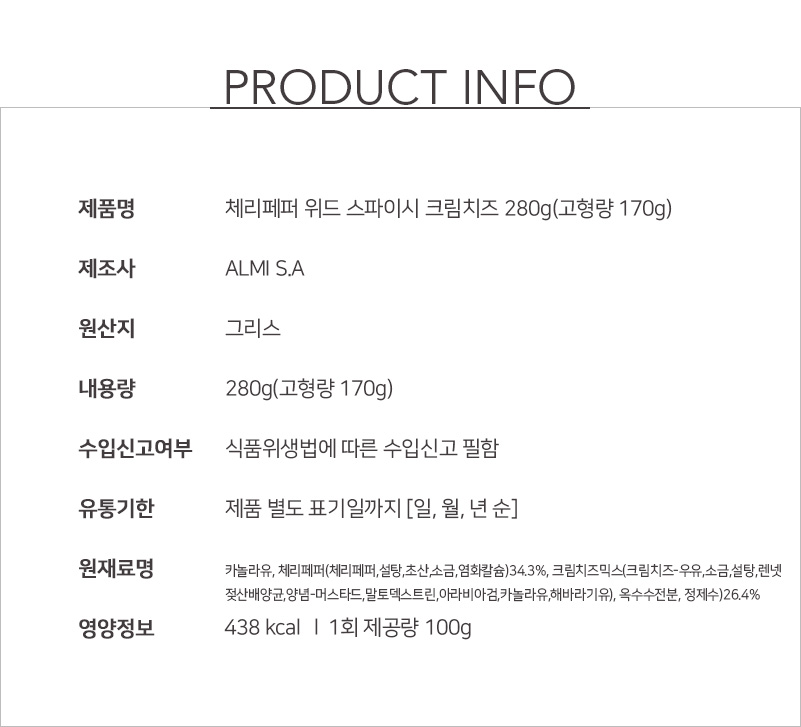 PRODUCT INFO
제품명 체리페퍼 위드 스파이시 크림치즈 280g(고형량 170g)
제조사 ALMI S.A
원산지 그리스
내용량 280g(고형량 170g)
수입신고여부 식품위생법에 따른 수입신고 필함
유통기한 제품 별도 표기일까지 [일, 월, 년 순]
원재료명 카놀라유, 체리페퍼(체리페퍼,설탕,초산,소금,염화칼슘)34.3%, 크림치즈믹스(크림치즈-우유,소금,설탕,렌넷
젖산배양균,양념-머스타드,말토덱스트린,아라비아검,카놀라유,해바라기유), 옥수수전분, 정제수)26.4%
영양정보 438 kcal ㅣ 1회 제공량 100g